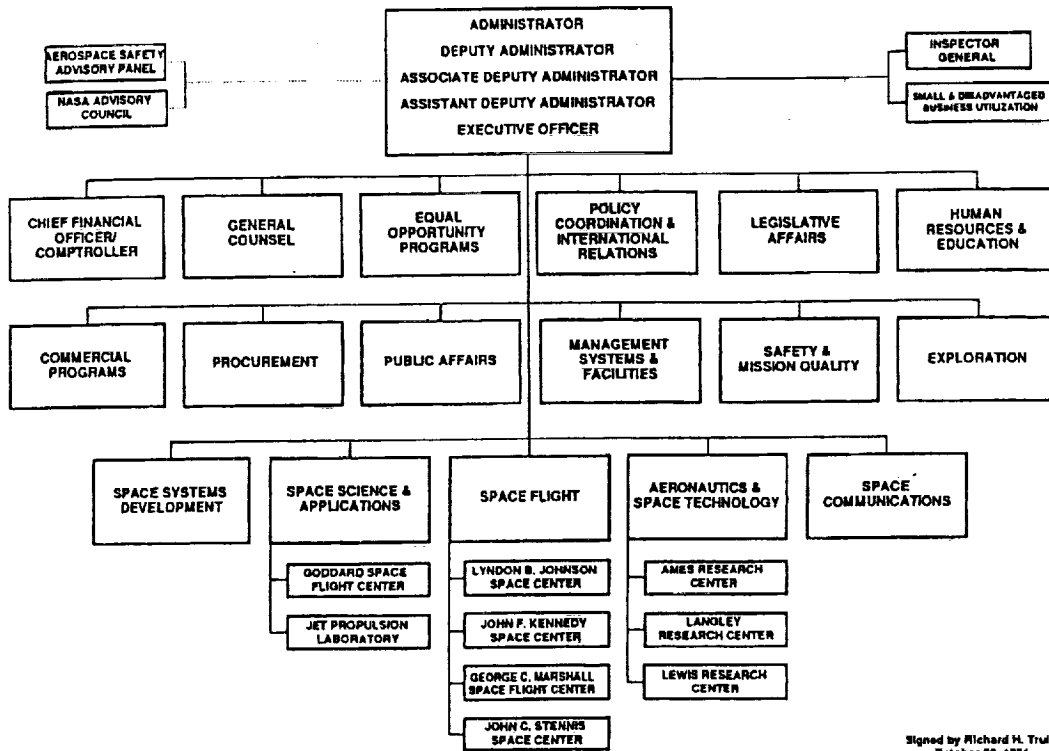 ADMINISTRATOR
DEPUTY ADMINISTRATOR
ASSOCIATE DEPUTY ADMINISTRATOR
ASSISTANT DEPUTY ADMINISTRATOR
EXECUTIVE OFFICER
AEROSPACE SAFETY
ADVISORY PANEL
NASA ADVISORY
COUNCIL
INSPECTOR
GENERAL
SMALL & DISADVANTAGED
BUSINESS UTILIZATION
CHIEF FINANCIAL
OFFICER/
COMPTROLLER
GENERAL
COUNSEL
EQUAL
OPPORTUNITY
PROGRAMS
POLICY
COORDINATION &
INTERNATIONAL
RELATIONS
LEGISLATIVE
AFFAIRS
HUMAN
RESOURCES &
EDUCATION
COMMERCIAL
PROGRAMS
PROCUREMENT
PUBLIC AFFAIRS
MANAGEMENT
SYSTEMS &
FACILITIES
SAFETY &
MISSION QUALITY
EXPLORATION
SPACE SYSTEMS
DEVELOPMENT
SPACE SCIENCE &
APPLICATIONS
SPACE FLIGHT
AERONAUTICS &
SPACE TECHNOLOGY
SPACE
COMMUNICATIONS
GODDARD SPACE
FLIGHT CENTER
JET PROPULSION
LABORATORY
LYNDON B. JOHNSON
SPACE CENTER
JOHN F. KENNEDY
SPACE CENTER
GEORGE C. MARSHALL
SPACE FLIGHT CENTER
JOHN C. STENNIS
SPACE CENTER
AMES RESEARCH
CENTER
LANGLEY
RESEARCH CENTER
LEWIS RESEARCH
CENTER
Signed by Richard H.